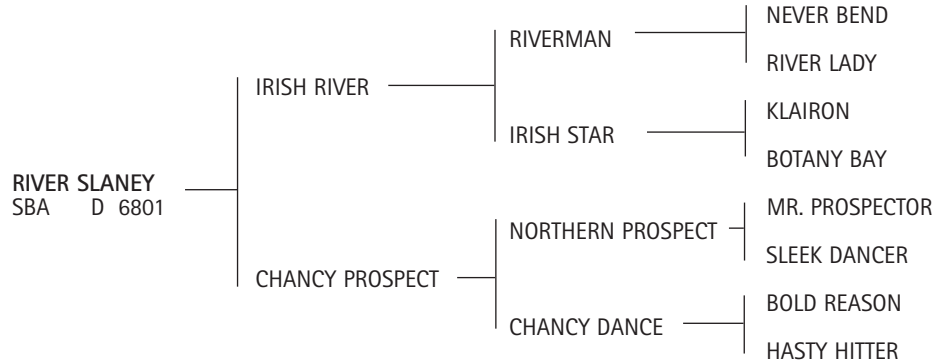 NEVER BEND
RIVERMAN
RIVER LADY
IRISH RIVER
KLAIRON
IRISH STAR
BOTANY BAY
RIVER SLANEY
SBA D 6801
MR. PROSPECTOR
NORTHERN PROSPECT
SLEEK DANCER
CHANCY PROSPECT
BOLD REASON
CHANCY DANCE
HASTY HITTER